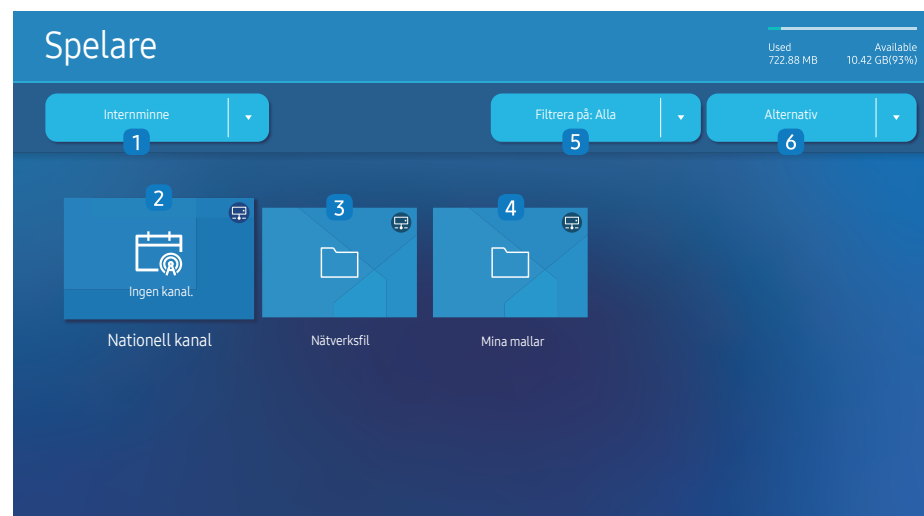 Spelare
Used Available
722.88 MB 10.42 GB(93%)
Internminne Filtrera på: Alla Alternativ
1 5 6
2 3 4
Ingen kanal.
Nationell kanal Nätverksfil Mina mallar